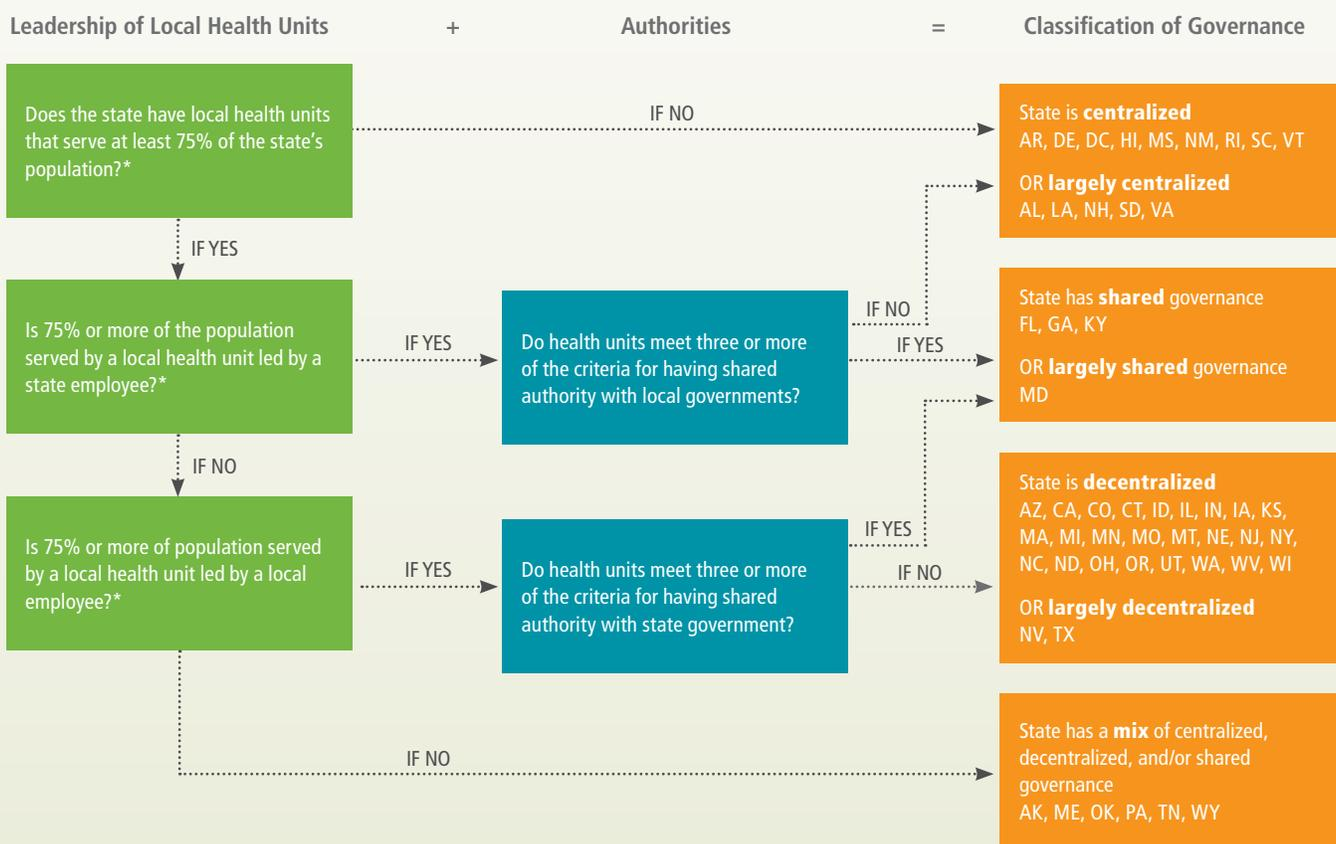 Leadership of Local Health Units + Authorities = Classification of Governance
Does the state have local health units
that serve at least 75% of the state's
population?*
IF NO
State is centralized
AR, DE, DC, HI, MS, NM, RI, SC, VT
OR largely centralized
AL, LA, NH, SD, VA
IF YES
Is 75% or more of the population
served by a local health unit led by a
state employee?*
IF YES
Do health units meet three or more
of the criteria for having shared
authority with local governments?
IF NO
IF YES
State has shared governance
FL, GA, KY
OR largely shared governance
MD
IF NO
Is 75% or more of population served
by a local health unit led by a local
employee?*
IF YES
Do health units meet three or more
of the criteria for having shared
authority with state government?
IF YES
IF NO
State is decentralized
AZ, CA, CO, CT, ID, IL, IN, IA, KS,
MA, MI, MN, MO, MT, NE, NJ, NY,
NC, ND, OH, OR, UT, WA, WV, WI
OR largely decentralized
NV, TX
IF NO
State has a mix of centralized,
decentralized, and/or shared
governance
AK, ME, OK, PA, TN, WY